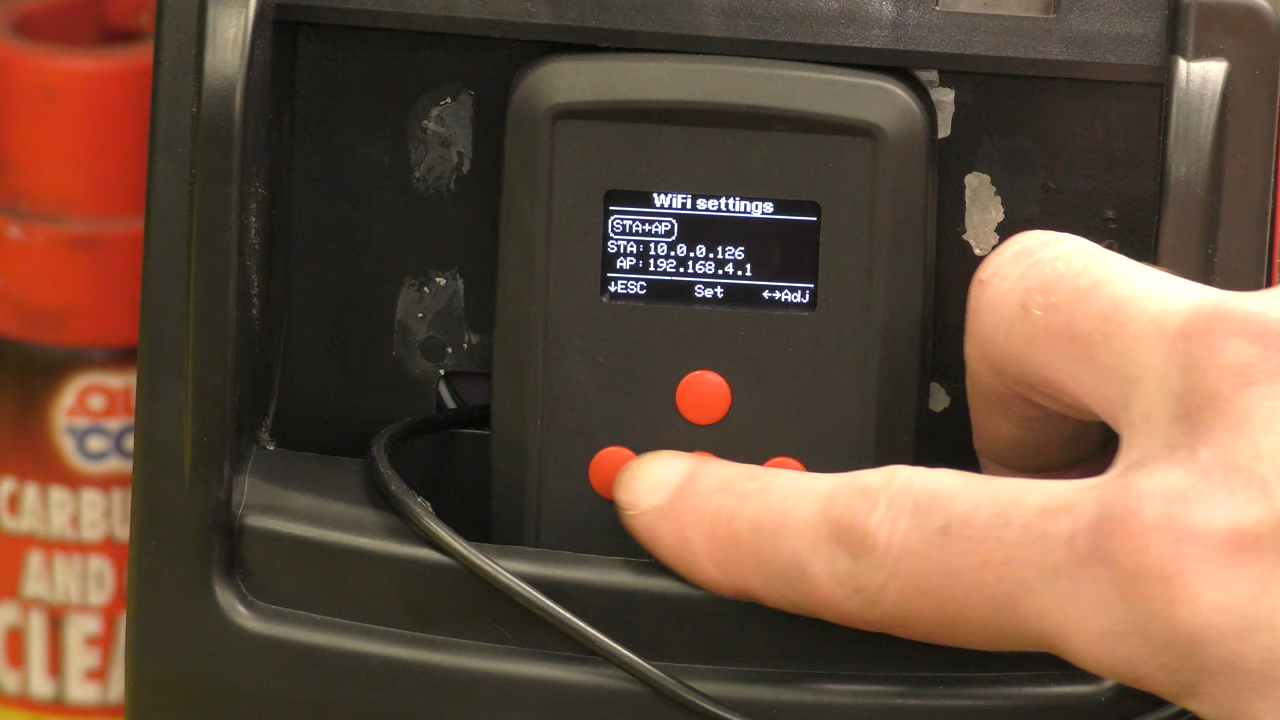 WiFi settings
STA+AP
STA:10.0.0.126
AP:192.168.4.1
↓ESC Set ←→Adj
CARBU
AND
CLEA